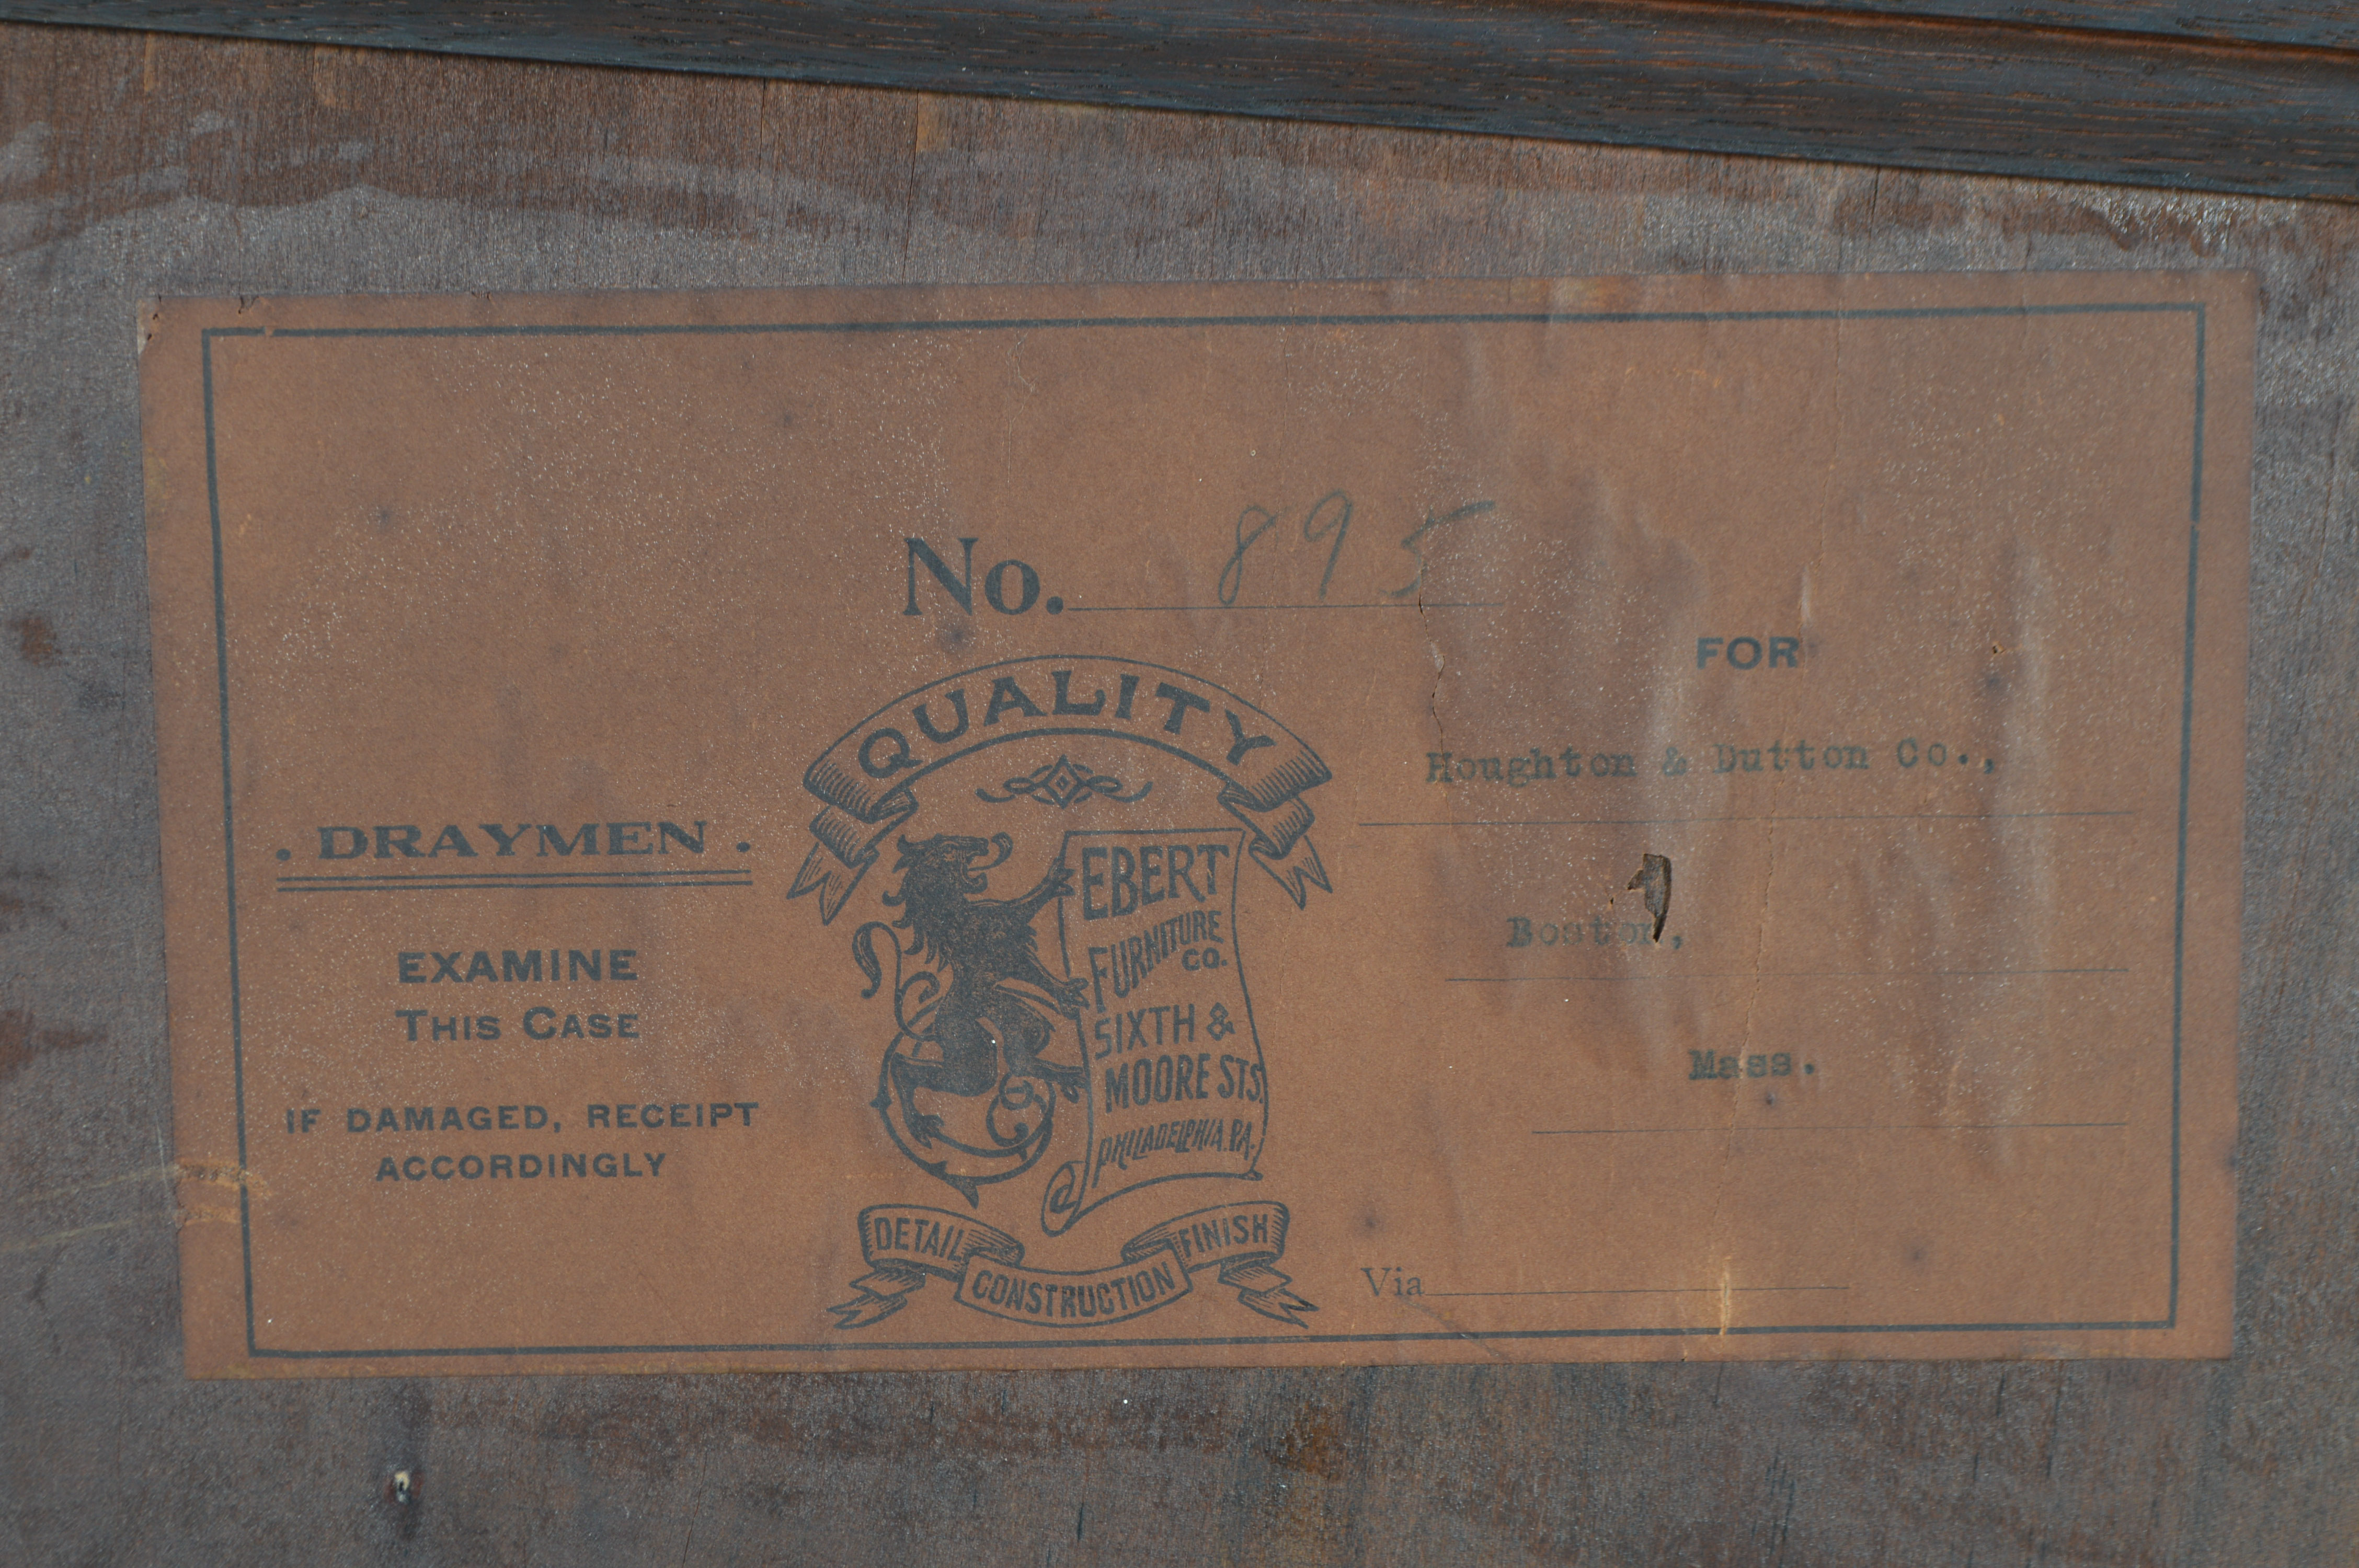 No. 895
QUALITY
FOR
Houghton & Dutton Co.,
Boston,
Mass.
Via
. DRAYMEN .
EXAMINE
THIS CASE
IF DAMAGED, RECEIPT
ACCORDINGLY
EBERT
FURNITURE
CO.
SIXTH &
MOORE STS.
PHILADELPHIA. PA.
DETAIL
CONSTRUCTION
FINISH